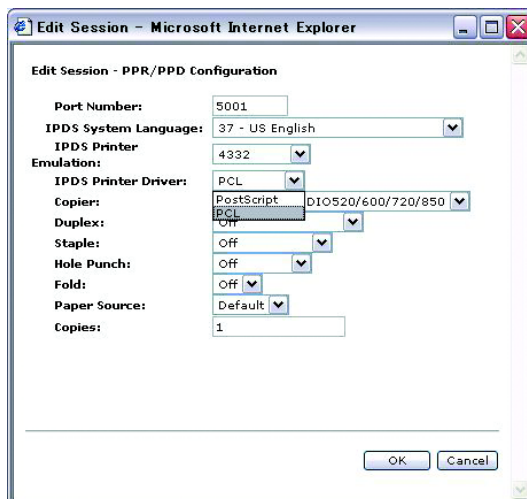 Edit Session - Microsoft Internet Explorer
Edit Session - PPR/PPD Configuration
Port Number: 5001
IPDS System Language: 37 - US English
IPDS Printer Emulation: 4332
IPDS Printer Driver: PCL
PostScript
PCL
Copier: DIO520/600/720/850
Duplex: Off
Staple: Off
Hole Punch: Off
Fold: Off
Paper Source: Default
Copies: 1
OK Cancel